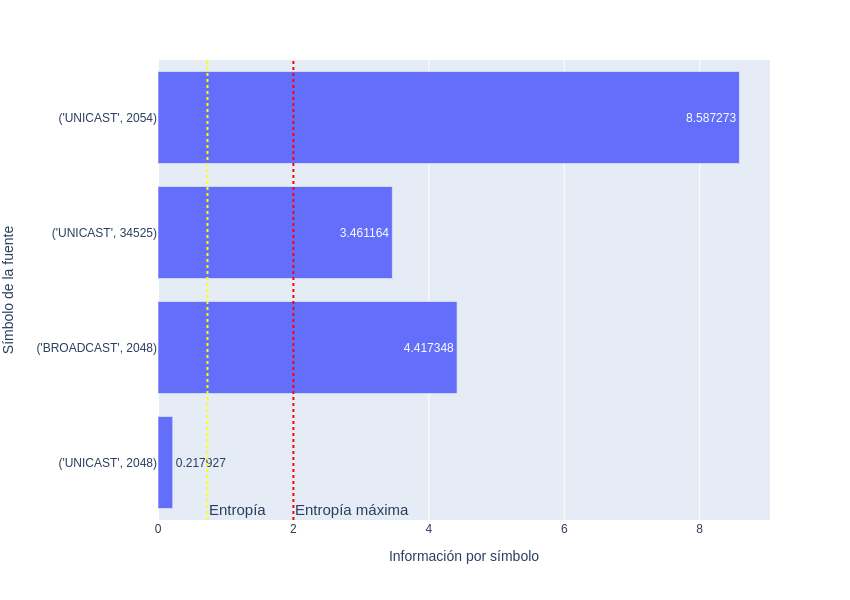 ('UNICAST', 2054)
8.587273
('UNICAST', 34525)
3.461164
Símbolo de la fuente
('BROADCAST', 2048)
4.417348
('UNICAST', 2048)
0.217927
Entropía
Entropía máxima
0
2
4
6
8
Información por símbolo